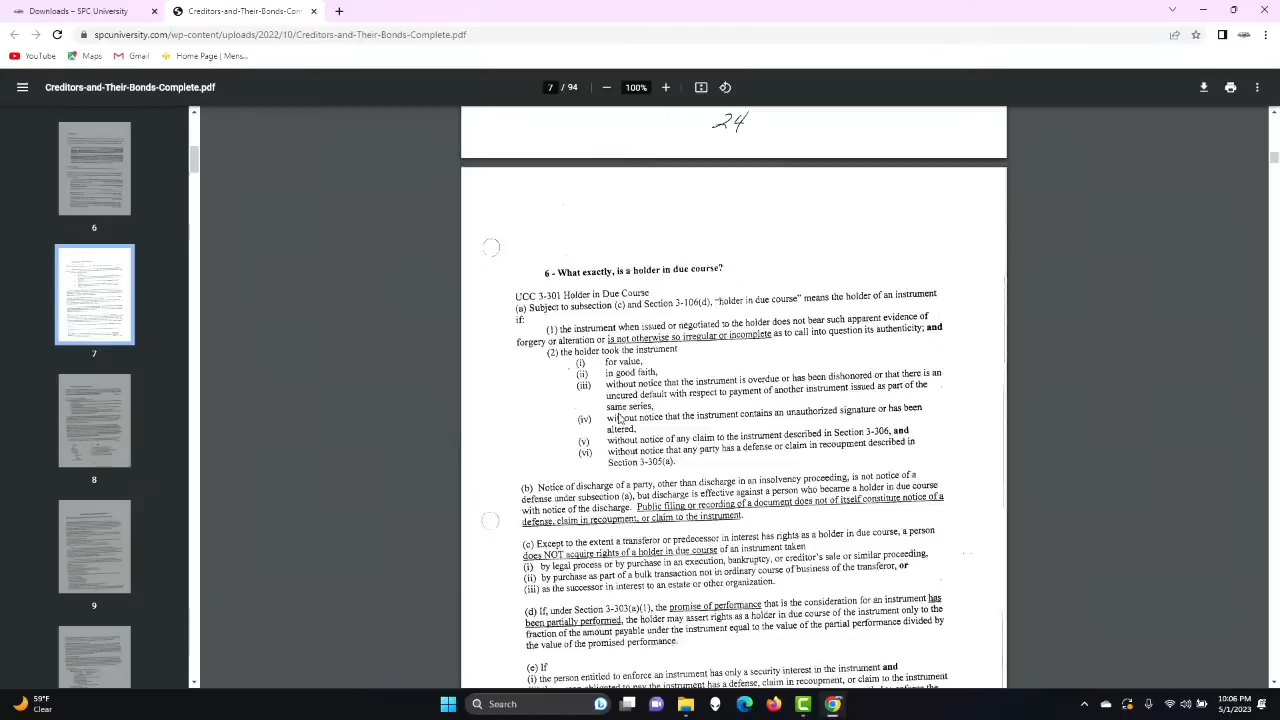 Downloads – SPC University
Creditors-and-Their-Bonds-Com
spcuniversity.com/wp-content/uploads/2022/10/Creditors-and-Their-Bonds-Complete.pdf
YouTube
Maps
Gmail
Home Page | Mens...
Creditors-and-Their-Bonds-Complete.pdf
7 / 94
100%
6
7
8
9
24
6 - What exactly, is a holder in due course?
UCC 3-301 Holder in Due Course
(a) Subject to subsection (c) and Section 3-106(d), "holder in due course" means the holder of an instrument
if:
(1) the instrument when issued or negotiated to the holder does not bear such apparent evidence of
forgery or alteration or is not otherwise so irregular or incomplete as to call into question its authenticity; and
(2) the holder took the instrument
(i) for value,
(ii) in good faith,
(iii) without notice that the instrument is overdue or has been dishonored or that there is an
uncured default with respect to payment of another instrument issued as part of the
same series,
(iv) without notice that the instrument contains an unauthorized signature or has been
altered,
(v) without notice of any claim to the instrument described in Section 3-306, and
(vi) without notice that any party has a defense or claim in recoupment described in
Section 3-305(a).
(b) Notice of discharge of a party, other than discharge in an insolvency proceeding, is not notice of a
defense under subsection (a), but discharge is effective against a person who became a holder in due course
with notice of the discharge. Public filing or recording of a document does not of itself constitute notice of a
defense, claim in recoupment, or claim to the instrument.
(c) Except to the extent a transferor or predecessor in interest has rights as a holder in due course, a person
does NOT acquire rights of a holder in due course of an instrument taken
(i) by legal process or by purchase in an execution, bankruptcy, or creditor's sale or similar proceeding,
(ii) by purchase as part of a bulk transaction not in ordinary course of business of the transferor, or
(iii) as the successor in interest to an estate or other organization.
(d) If, under Section 3-303(a)(1), the promise of performance that is the consideration for an instrument has
been partially performed, the holder may assert rights as a holder in due course of the instrument only to the
fraction of the amount payable under the instrument equal to the value of the partial performance divided by
the value of the promised performance.
(e) If
(i) the person entitled to enforce an instrument has only a security interest in the instrument and
obliged to pay the instrument has a defense, claim in recoupment, or claim to the instrument
59°F
Clear
Search
10:06 PM
5/1/2023